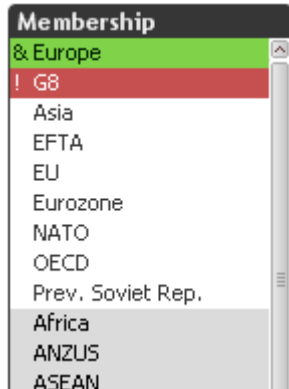 Membership
& Europe
! G8
Asia
EFTA
EU
Eurozone
NATO
OECD
Prev. Soviet Rep.
Africa
ANZUS
ASEAN